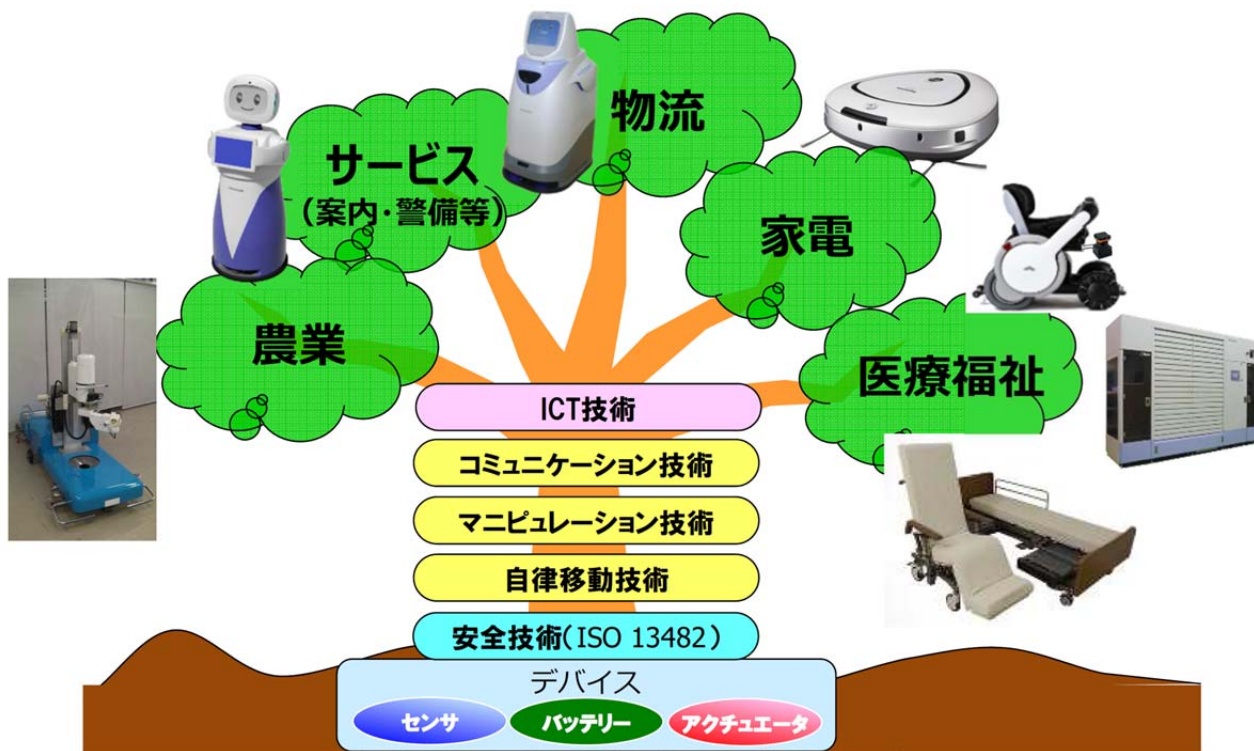 物流
サービス
(案内・警備等)
家電
農業
医療福祉
ICT技術
コミュニケーション技術
マニピュレーション技術
自律移動技術
安全技術(ISO 13482)
デバイス
センサ
バッテリー
アクチュエータ